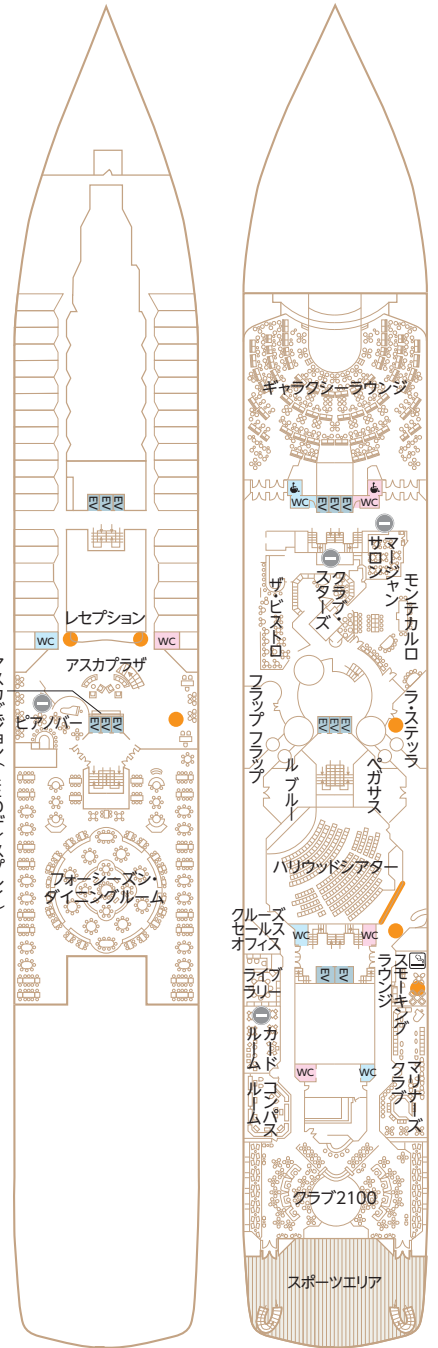 EV EV EV
レセプション
WC
WC
アスカプラザ
ピアノバー
EV EV EV
フォーシーズン・
ダイニングルーム
ギャラクシーラウンジ
WC
EV EV EV
WC
マージャン
サロン
クラブ・
スターズ
ザ・ビストロ
モンテカルロ
フラップ フラップ
EV EV EV
ラ・ステッラ
ル ブルー
ペガサス
ハリウッドシアター
クルーズ
セールス
オフィス
WC
WC
EV EV
スモーキング
ラウンジ
ライブ
ラリー
カード
ルーム
コンパス
ルーム
WC
WC
マリナーズ
クラブ
クラブ2100
スポーツエリア